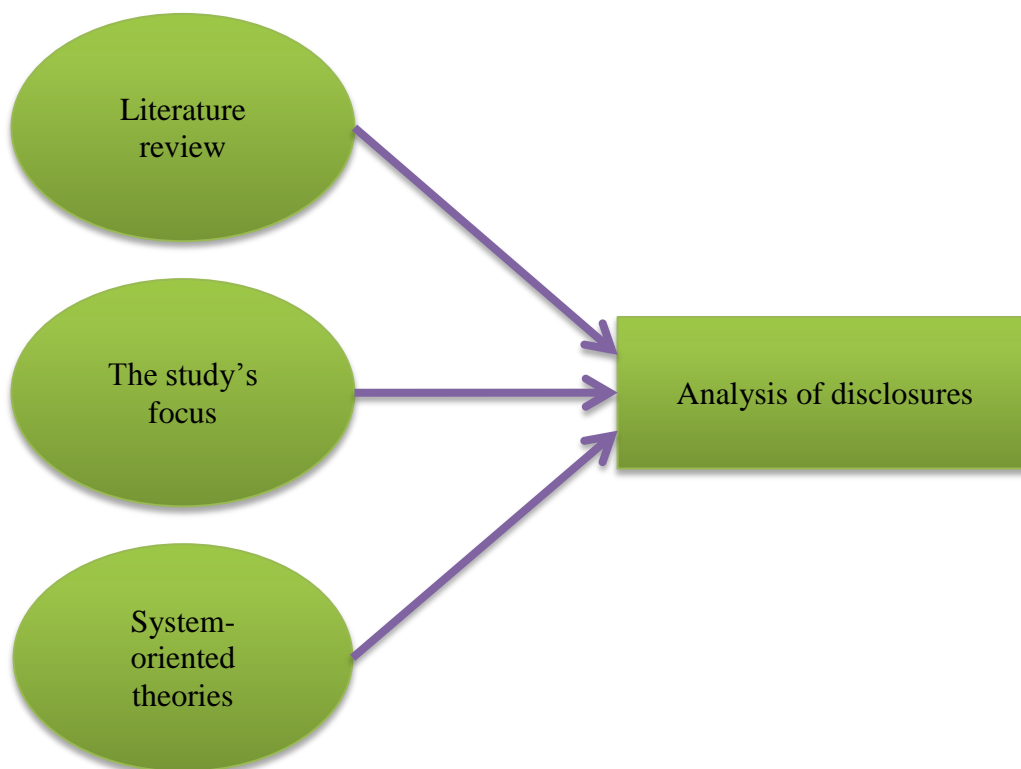 Literature
review
The study’s
focus
Analysis of disclosures
System-
oriented
theories